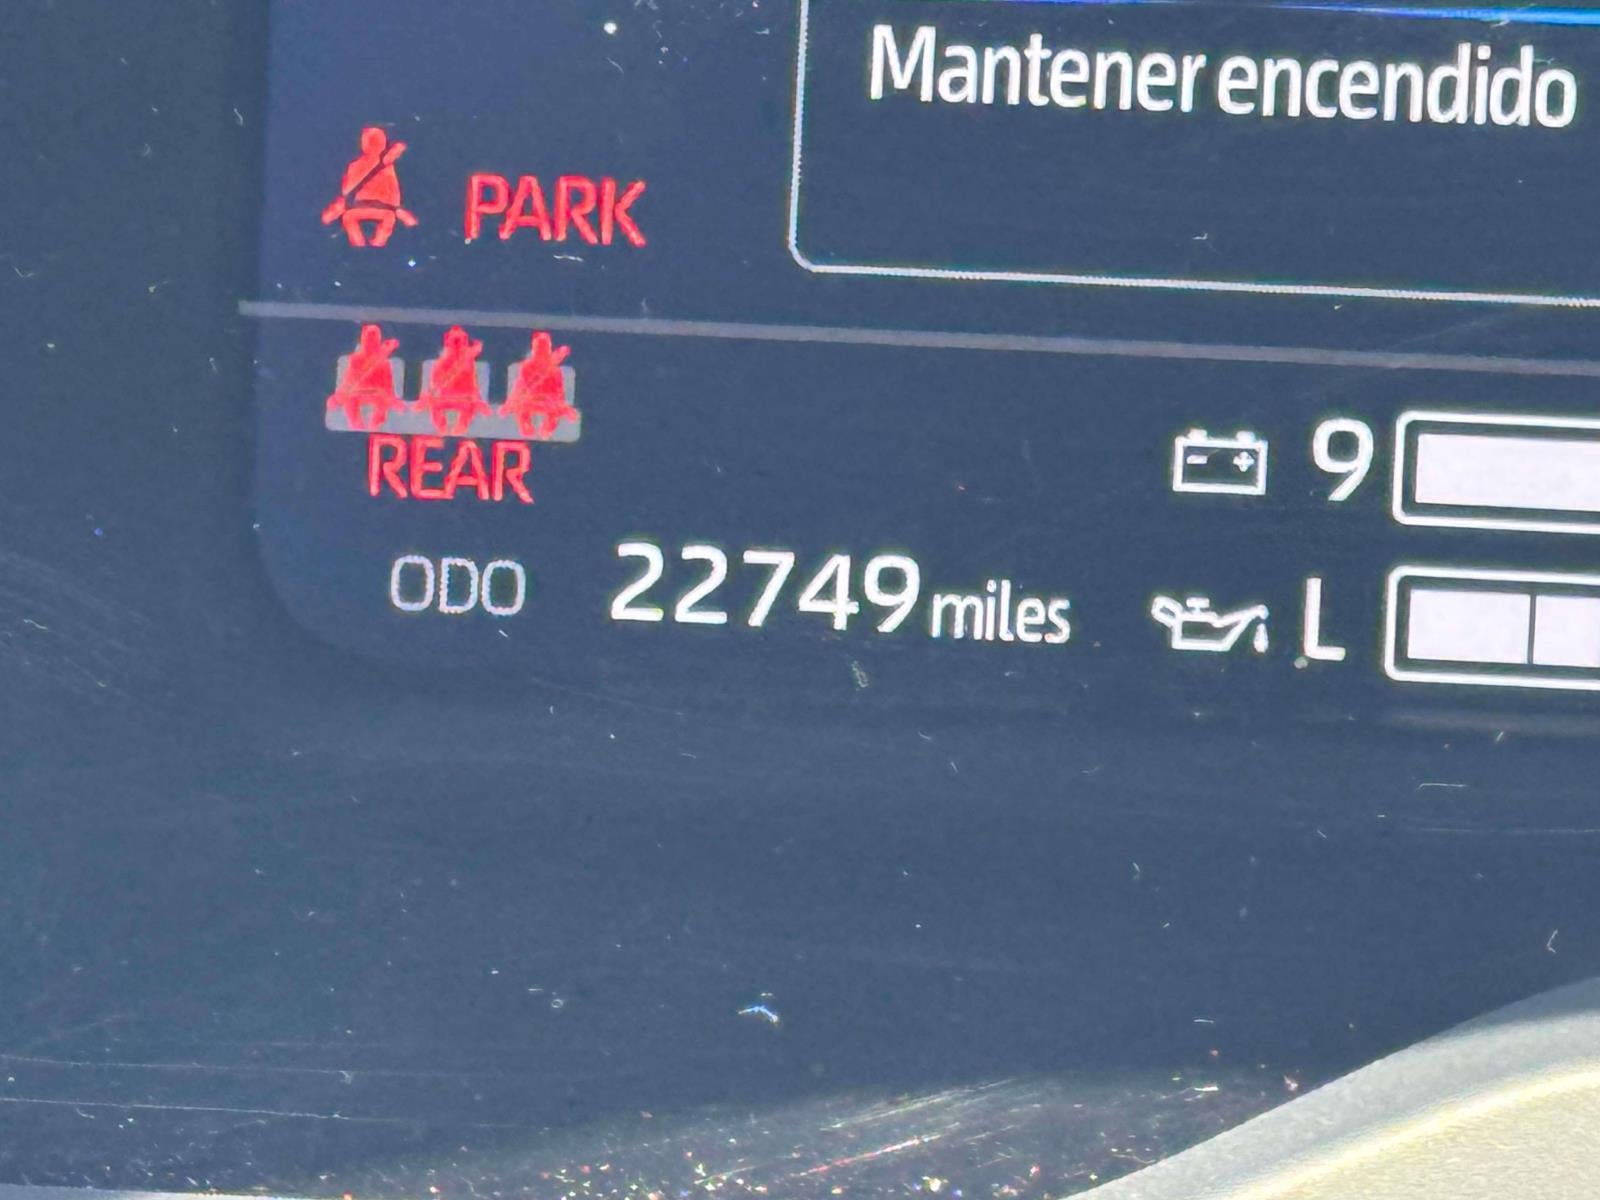 Mantener encendido
PARK
REAR
9
ODO 22749 miles
L